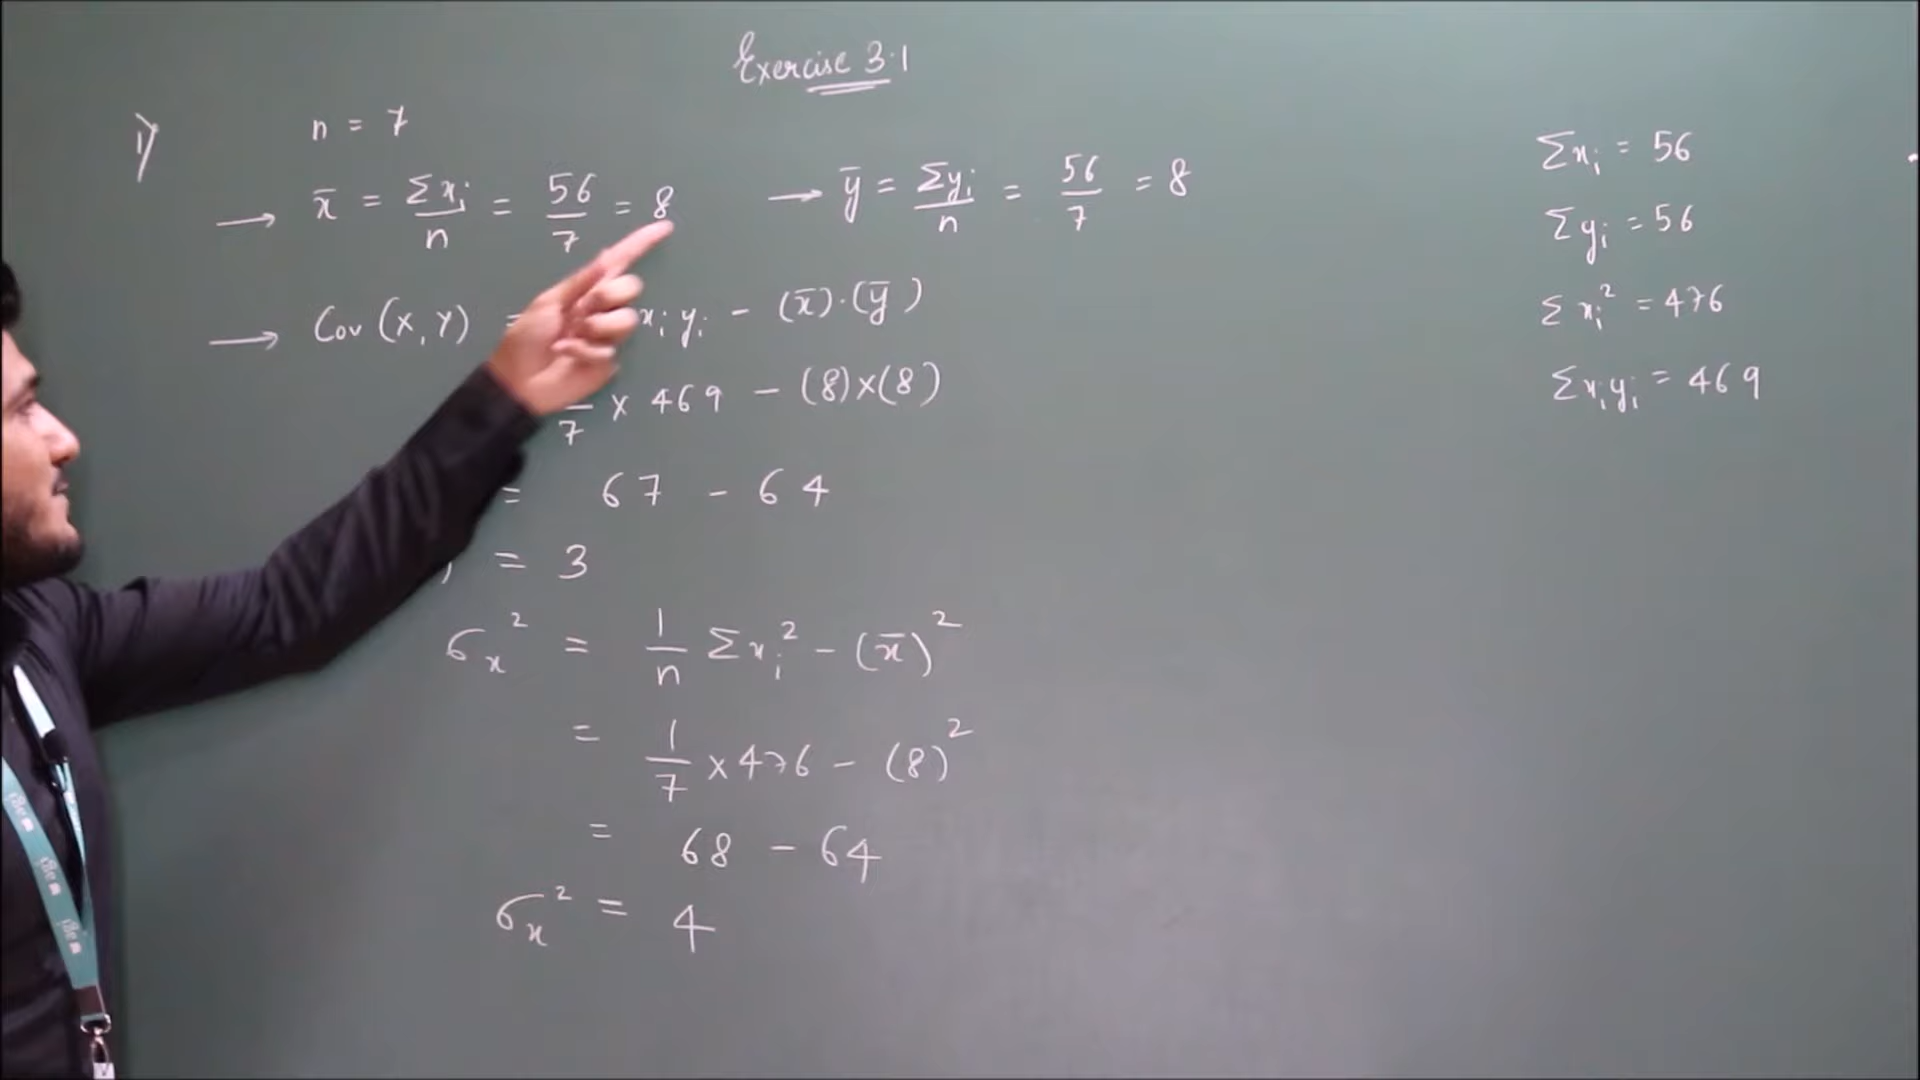 Exercise 3.1
1) n = 7
→ x̄ = Σxᵢ/n = 56/7 = 8 → ȳ = Σyᵢ/n = 56/7 = 8
→ Cov (X, Y) = xᵢ yᵢ - (x̄)·(ȳ)
7 × 469 - (8)×(8)
= 67 - 64
= 3
σₓ² = 1/n Σxᵢ² - (x̄)²
= 1/7 × 476 - (8)²
= 68 - 64
σₓ² = 4
Σxᵢ = 56
Σyᵢ = 56
Σxᵢ² = 476
Σxᵢyᵢ = 469